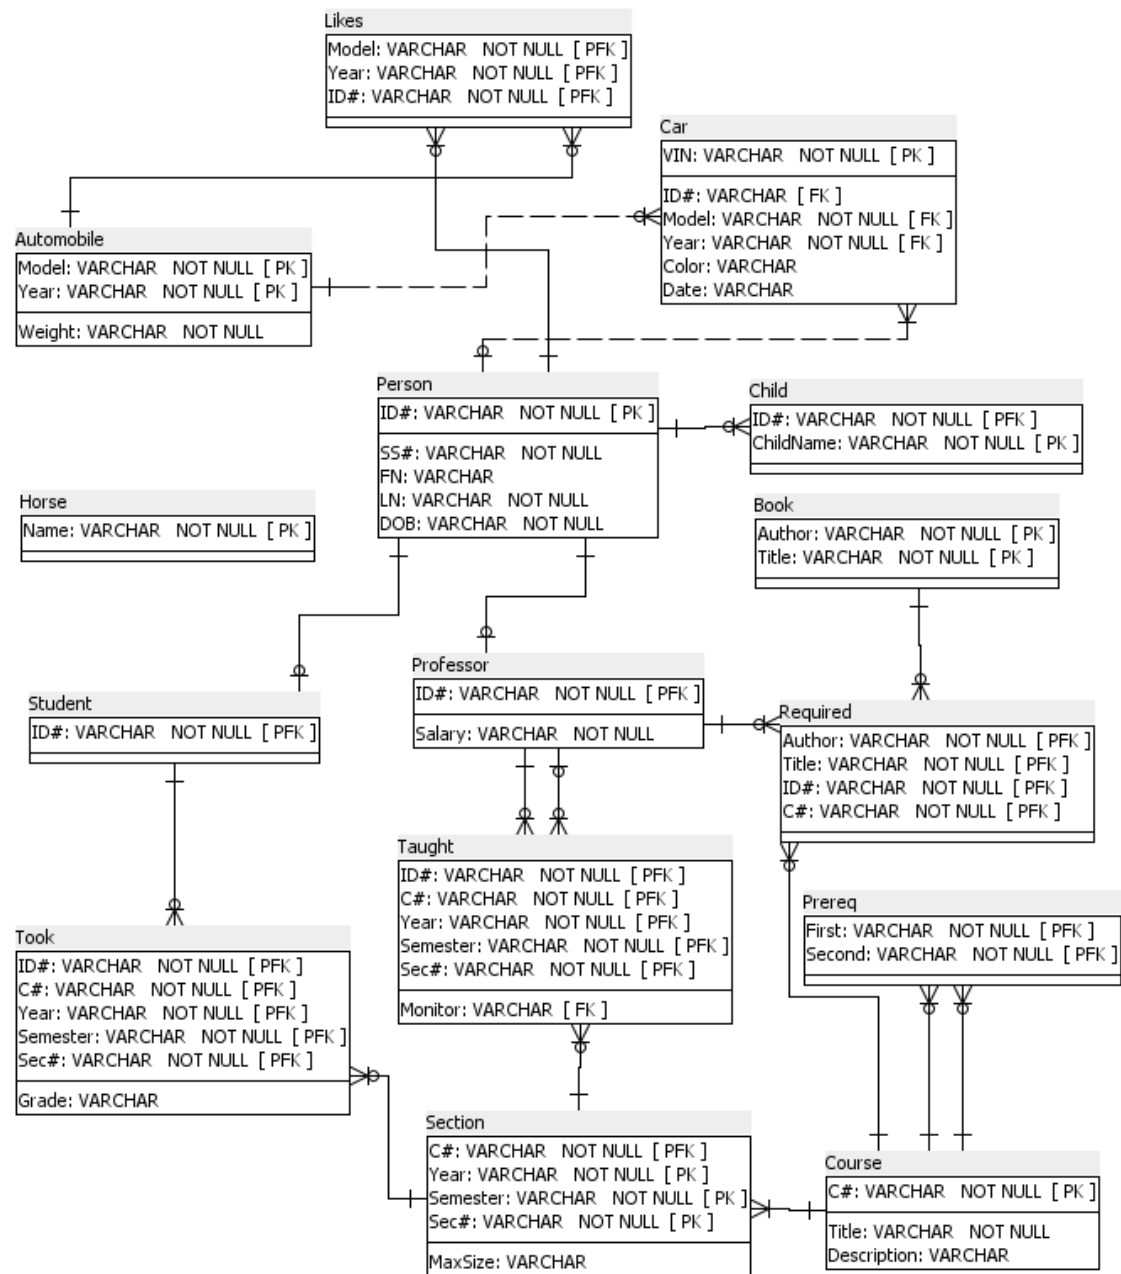 Likes
Model: VARCHAR NOT NULL [ PFK ]
Year: VARCHAR NOT NULL [ PFK ]
ID#: VARCHAR NOT NULL [ PFK ]
Car
VIN: VARCHAR NOT NULL [ PK ]
ID#: VARCHAR [ FK ]
Model: VARCHAR NOT NULL [ FK ]
Year: VARCHAR NOT NULL [ FK ]
Color: VARCHAR
Date: VARCHAR
Automobile
Model: VARCHAR NOT NULL [ PK ]
Year: VARCHAR NOT NULL [ PK ]
Weight: VARCHAR NOT NULL
Person
ID#: VARCHAR NOT NULL [ PK ]
SS#: VARCHAR NOT NULL
FN: VARCHAR
LN: VARCHAR NOT NULL
DOB: VARCHAR NOT NULL
Child
ID#: VARCHAR NOT NULL [ PFK ]
ChildName: VARCHAR NOT NULL [ PK ]
Horse
Name: VARCHAR NOT NULL [ PK ]
Book
Author: VARCHAR NOT NULL [ PK ]
Title: VARCHAR NOT NULL [ PK ]
Professor
ID#: VARCHAR NOT NULL [ PFK ]
Salary: VARCHAR NOT NULL
Student
ID#: VARCHAR NOT NULL [ PFK ]
Required
Author: VARCHAR NOT NULL [ PFK ]
Title: VARCHAR NOT NULL [ PFK ]
ID#: VARCHAR NOT NULL [ PFK ]
C#: VARCHAR NOT NULL [ PFK ]
Taught
ID#: VARCHAR NOT NULL [ PFK ]
C#: VARCHAR NOT NULL [ PFK ]
Year: VARCHAR NOT NULL [ PFK ]
Semester: VARCHAR NOT NULL [ PFK ]
Sec#: VARCHAR NOT NULL [ PFK ]
Monitor: VARCHAR [ FK ]
Prereq
First: VARCHAR NOT NULL [ PFK ]
Second: VARCHAR NOT NULL [ PFK ]
Took
ID#: VARCHAR NOT NULL [ PFK ]
C#: VARCHAR NOT NULL [ PFK ]
Year: VARCHAR NOT NULL [ PFK ]
Semester: VARCHAR NOT NULL [ PFK ]
Sec#: VARCHAR NOT NULL [ PFK ]
Grade: VARCHAR
Section
C#: VARCHAR NOT NULL [ PFK ]
Year: VARCHAR NOT NULL [ PK ]
Semester: VARCHAR NOT NULL [ PK ]
Sec#: VARCHAR NOT NULL [ PK ]
MaxSize: VARCHAR
Course
C#: VARCHAR NOT NULL [ PK ]
Title: VARCHAR NOT NULL
Description: VARCHAR